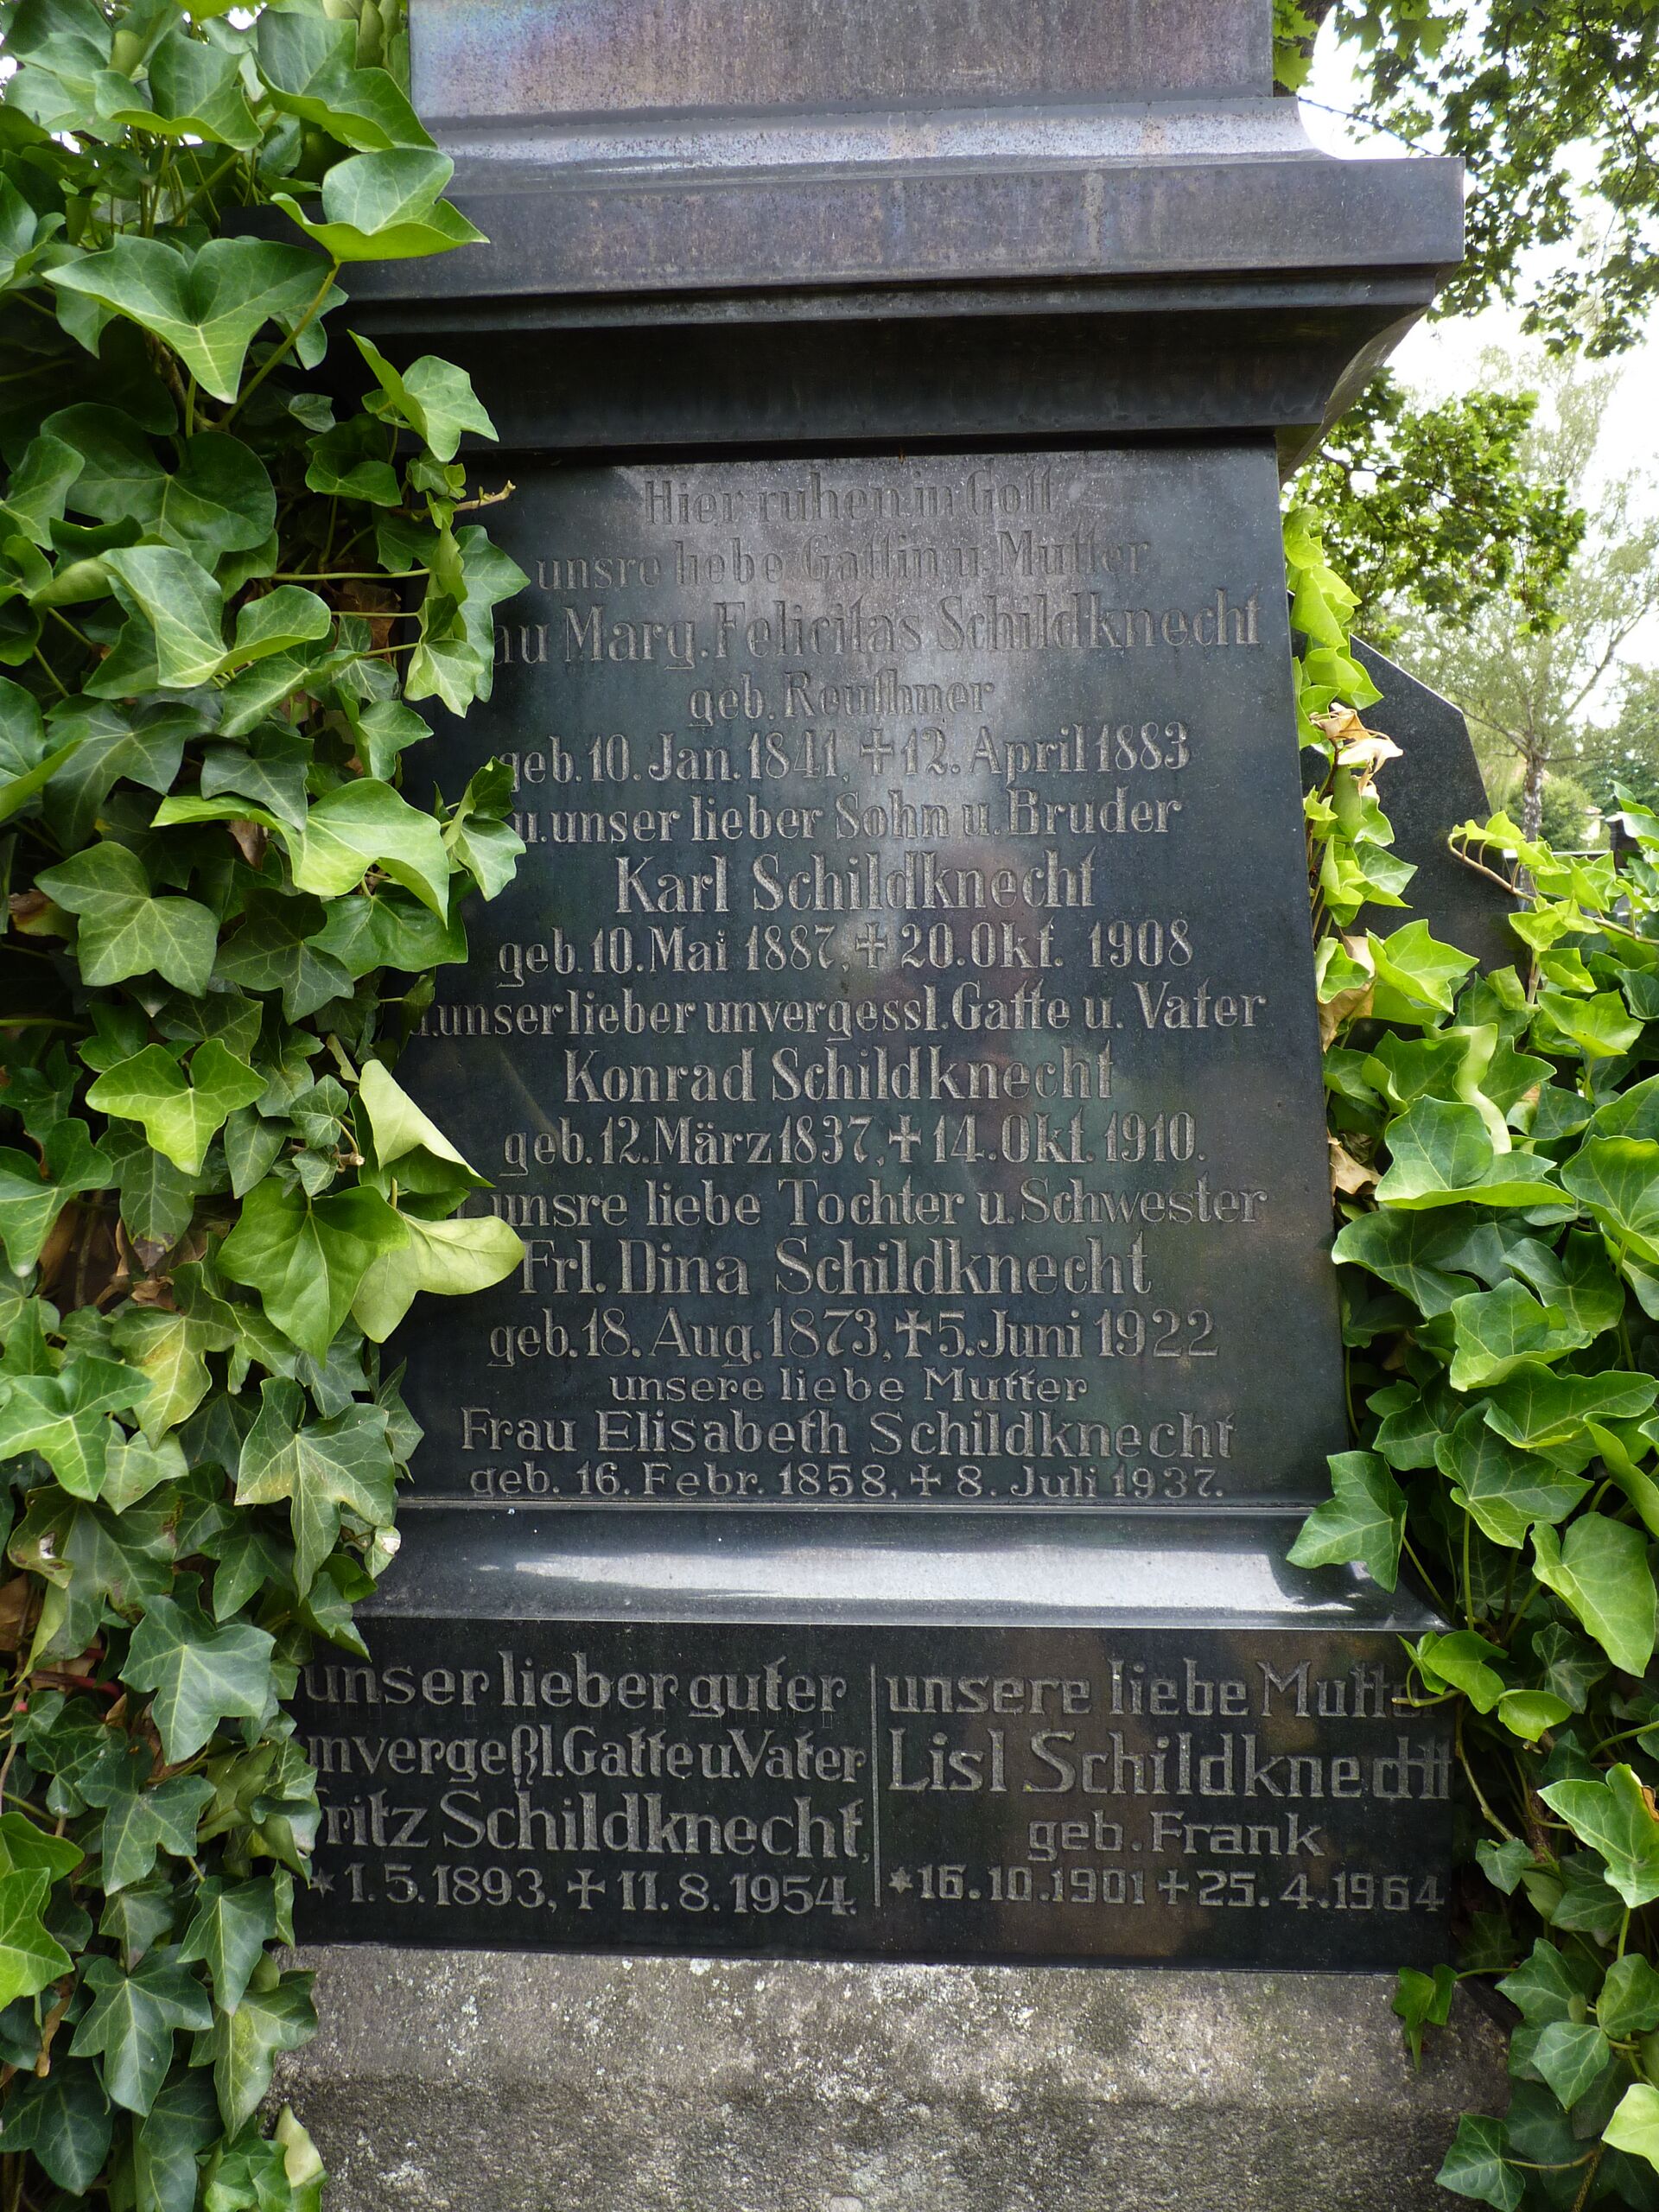 Hier ruhen in Gott
unsre liebe Gattin u. Mutter
au Marg. Felicitas Schildknecht
geb.
geb. 10. Jan. 1841, + 12. April 1883
u. unser lieber Sohn u. Bruder
Karl Schildknecht
geb. 10. Mai 1887, + 20. Okt. 1908
u. unser lieber unvergessl. Gatte u. Vater
Konrad Schildknecht
geb. 12. März 1837, + 14. Okt. 1910.
unsre liebe Tochter u. Schwester
Frl. Dina Schildknecht
geb. 18. Aug. 1873, + 5. Juni 1922
unsere liebe Mutter
Frau Elisabeth Schildknecht
geb. 16. Febr. 1858, + 8. Juli 1937.
unser lieber guter
unvergeßl. Gatte u. Vater
Fritz Schildknecht,
* 1. 5. 1893, + 11. 8. 1954.
unsere liebe Mutter
Lisl Schildknecht
geb. Frank
* 16. 10. 1901 + 25. 4. 1964